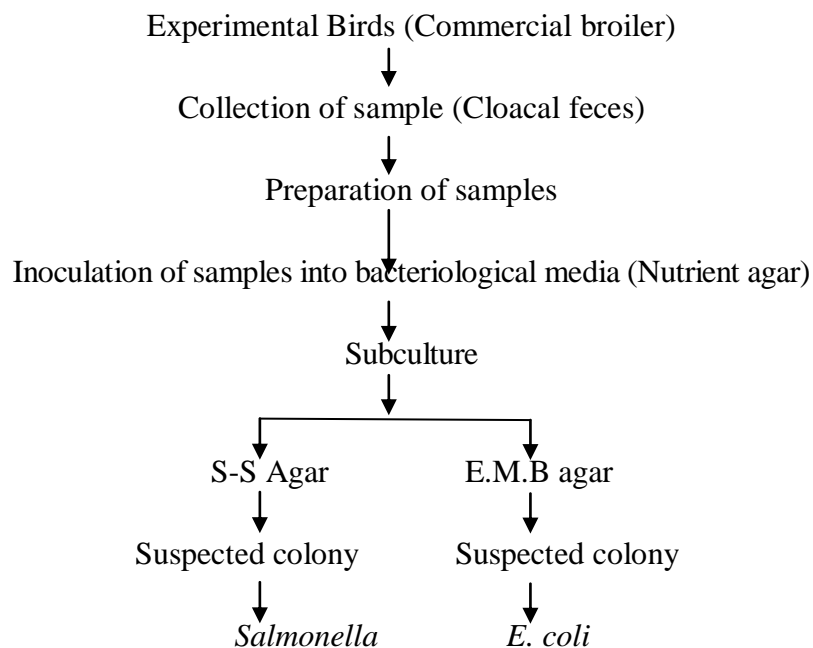 Experimental Birds (Commercial broiler)
Collection of sample (Cloacal feces)
Preparation of samples
Inoculation of samples into bacteriological media (Nutrient agar)
Subculture
S-S Agar E.M.B agar
Suspected colony Suspected colony
Salmonella E. coli